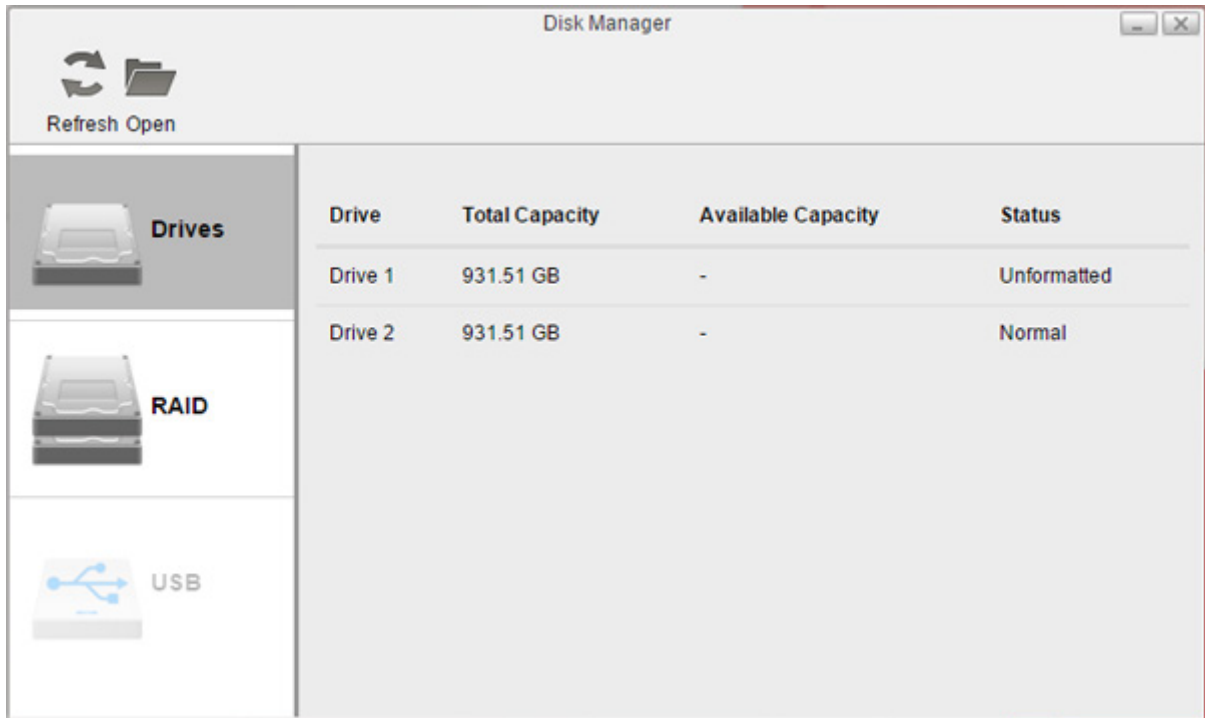 Disk Manager
Refresh Open
Drives
Drive Total Capacity Available Capacity Status
Drive 1 931.51 GB - Unformatted
Drive 2 931.51 GB - Normal
RAID
USB